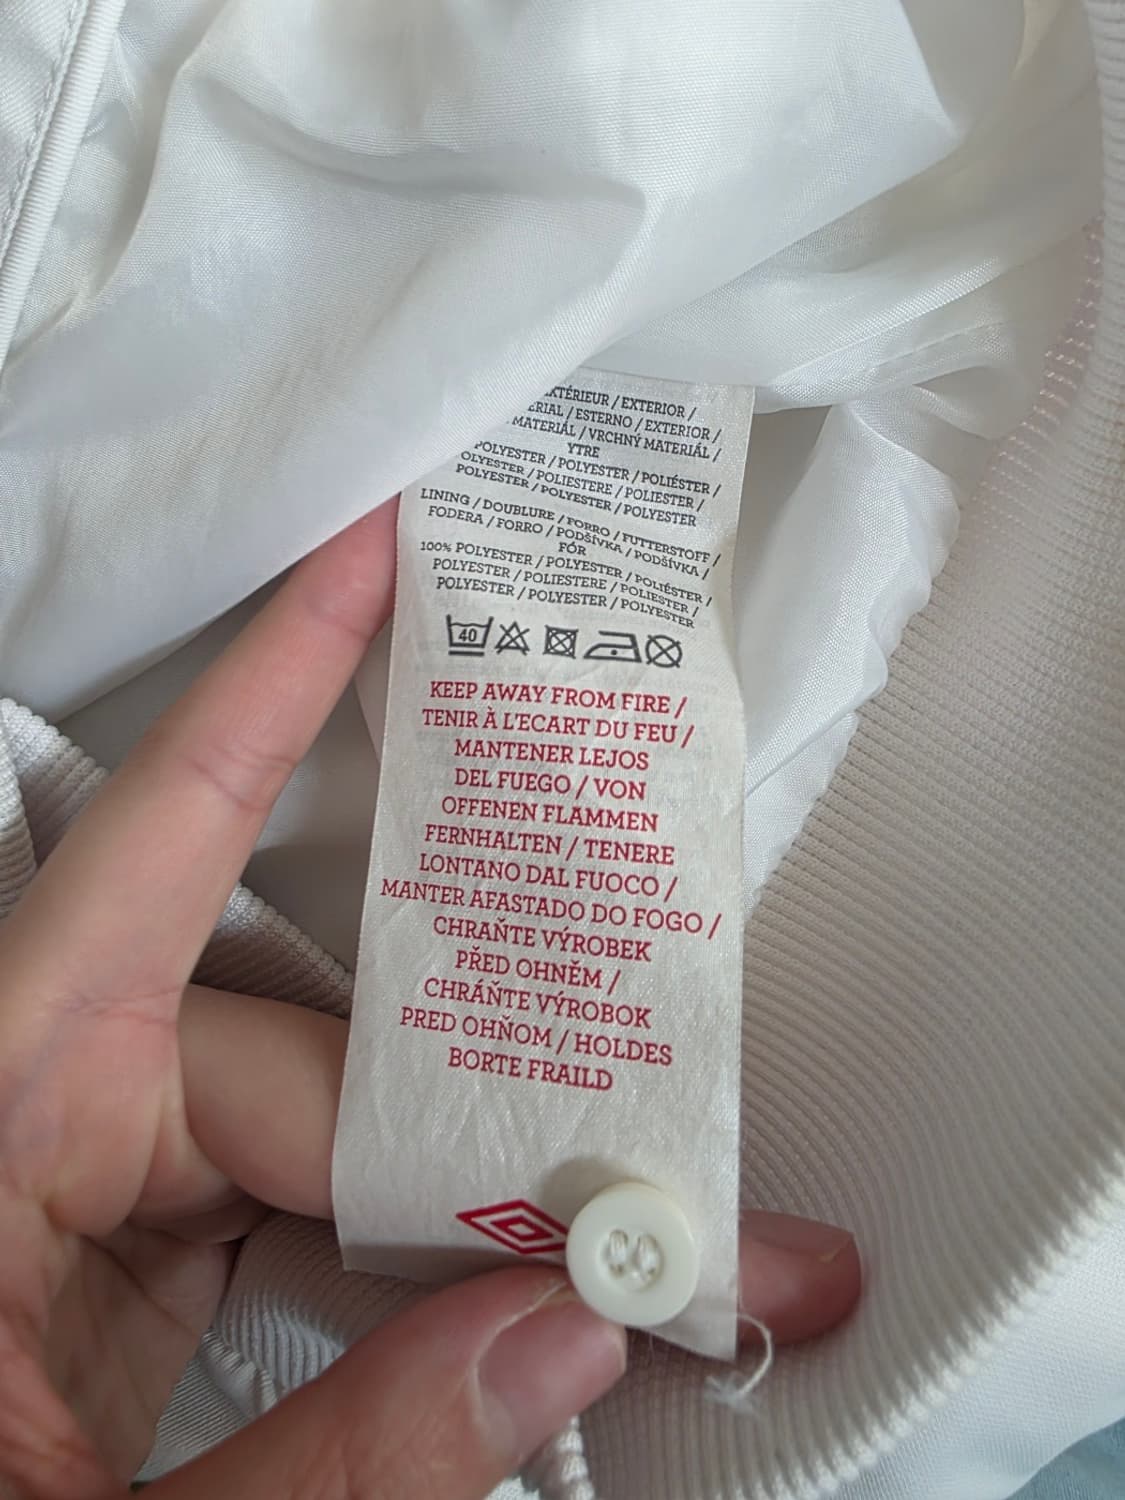 EXTÉRIEUR / EXTERIOR /
/ ESTERNO / EXTERIOR /
MATERIÁL / VRCHNÝ MATERIÁL /
YTRE
POLYESTER / POLYESTER / POLIÉSTER /
POLYESTER / POLIESTERE / POLIESTER /
POLYESTER / POLYESTER / POLYESTER
LINING / DOUBLURE / FORRO / FUTTERSTOFF /
FODERA / FORRO / PODŠÍVKA / PODŠÍVKA /
FÓR
100% POLYESTER / POLYESTER / POLIÉSTER /
POLYESTER / POLIESTERE / POLIESTER /
POLYESTER / POLYESTER / POLYESTER
40
KEEP AWAY FROM FIRE /
TENIR À L'ECART DU FEU /
MANTENER LEJOS
DEL FUEGO / VON
OFFENEN FLAMMEN
FERNHALTEN / TENERE
LONTANO DAL FUOCO /
MANTER AFASTADO DO FOGO /
CHRAŇTE VÝROBEK
PŘED OHNĚM /
CHRÁŇTE VÝROBOK
PRED OHŇOM / HOLDES
BORTE FRAILD